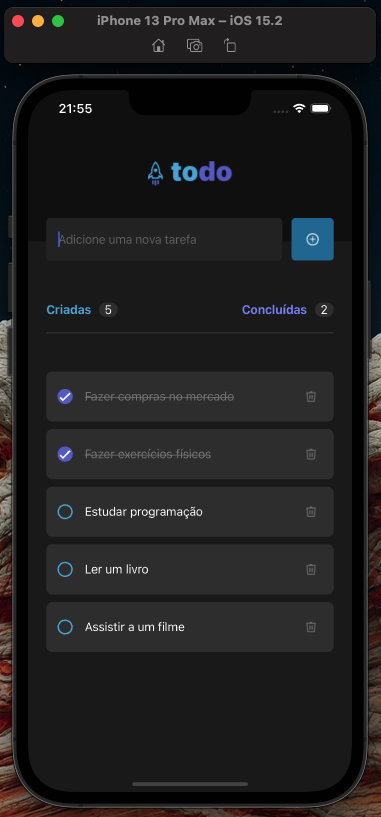 iPhone 13 Pro Max – iOS 15.2
21:55
todo
Adicione uma nova tarefa
Criadas 5 Concluídas 2
Fazer compras no mercado
Fazer exercícios físicos
Estudar programação
Ler um livro
Assistir a um filme